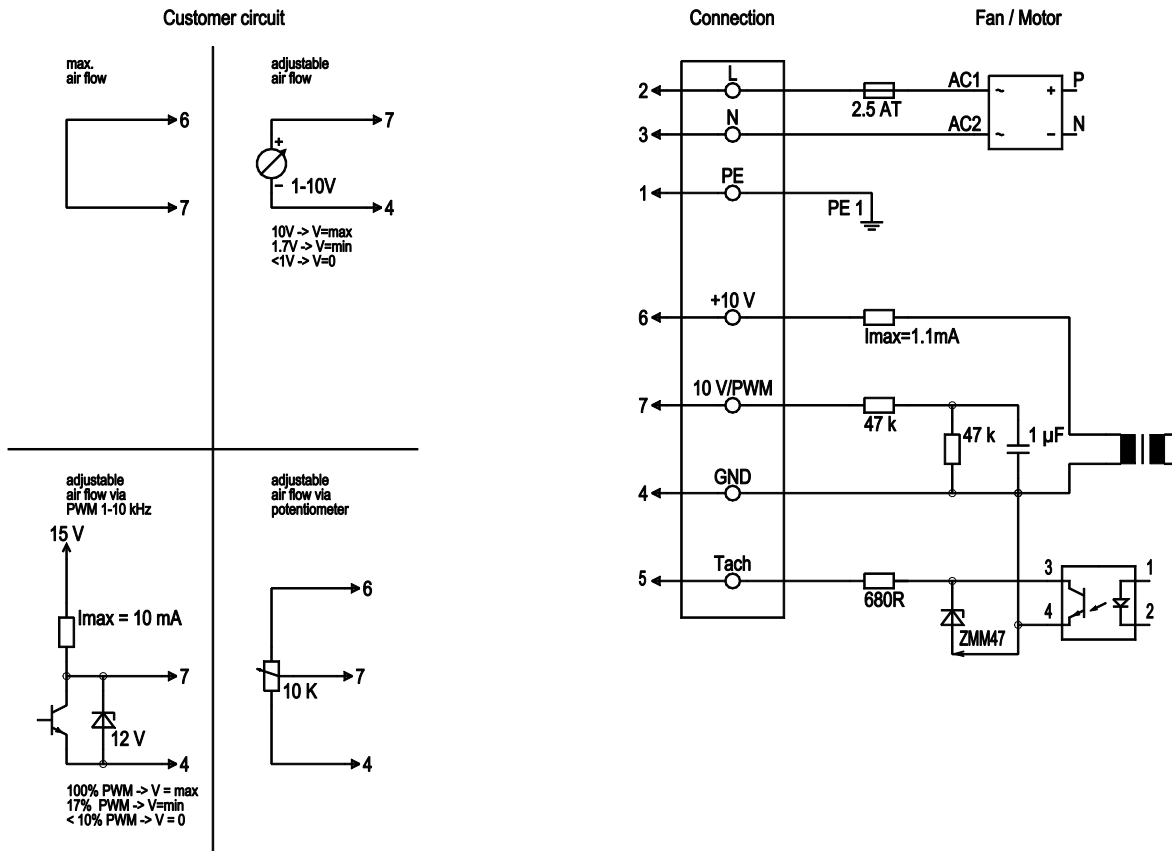 Customer circuit
Connection
Fan / Motor
max.
air flow
6
7
adjustable
air flow
7
+
–
1-10V
4
10V -> V=max
1.7V -> V=min
<1V -> V=0
adjustable
air flow via
PWM 1-10 kHz
15 V
Imax = 10 mA
7
12 V
4
100% PWM -> V = max
17% PWM -> V=min
< 10% PWM -> V = 0
adjustable
air flow via
potentiometer
6
7
10 K
4
2
L
2.5 AT
AC1
~
+
P
3
N
AC2
~
–
N
1
PE
PE 1
6
+10 V
Imax=1.1mA
7
10 V/PWM
47 k
47 k
1 µF
4
GND
5
Tach
680R
ZMM47
3
4
1
2